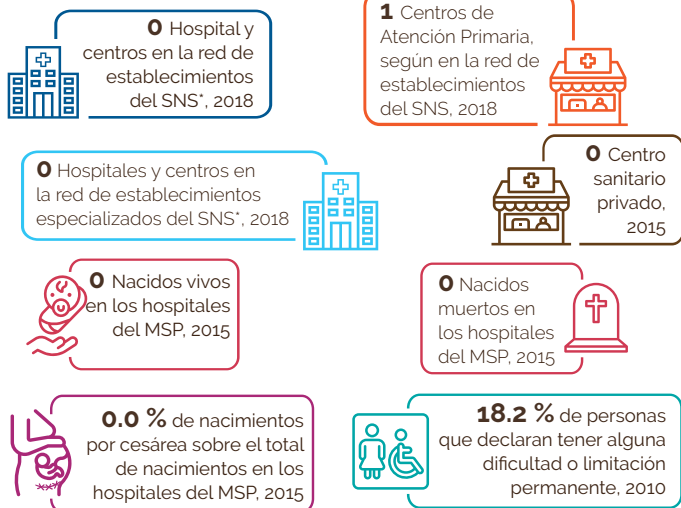 0 Hospital y
centros en la red de
establecimientos
del SNS*, 2018
1 Centros de
Atención Primaria,
según en la red de
establecimientos
del SNS, 2018
0 Hospitales y centros en
la red de establecimientos
especializados del SNS*, 2018
0 Centro
sanitario
privado,
2015
0 Nacidos vivos
en los hospitales
del MSP, 2015
0 Nacidos
muertos en
los hospitales
del MSP, 2015
0.0 % de nacimientos
por cesárea sobre el total
de nacimientos en los
hospitales del MSP, 2015
18.2 % de personas
que declaran tener alguna
dificultad o limitación
permanente, 2010